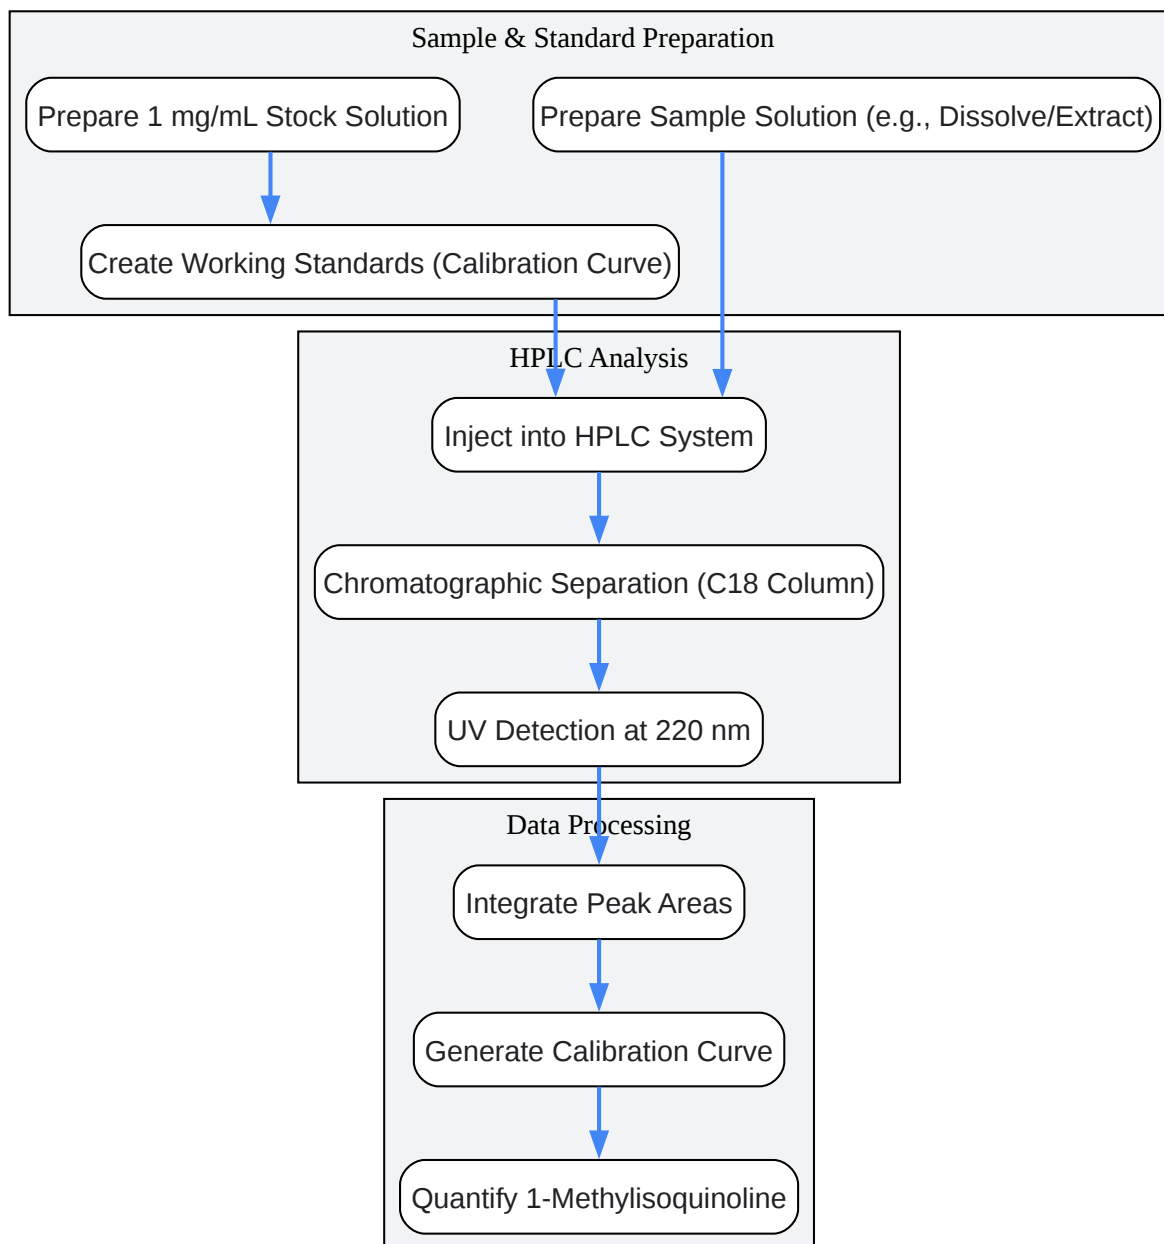 Sample & Standard Preparation
Prepare 1 mg/mL Stock Solution
Prepare Sample Solution (e.g., Dissolve/Extract)
Create Working Standards (Calibration Curve)
HPLC Analysis
Inject into HPLC System
Chromatographic Separation (C18 Column)
UV Detection at 220 nm
Data Processing
Integrate Peak Areas
Generate Calibration Curve
Quantify 1-Methylisoquinoline